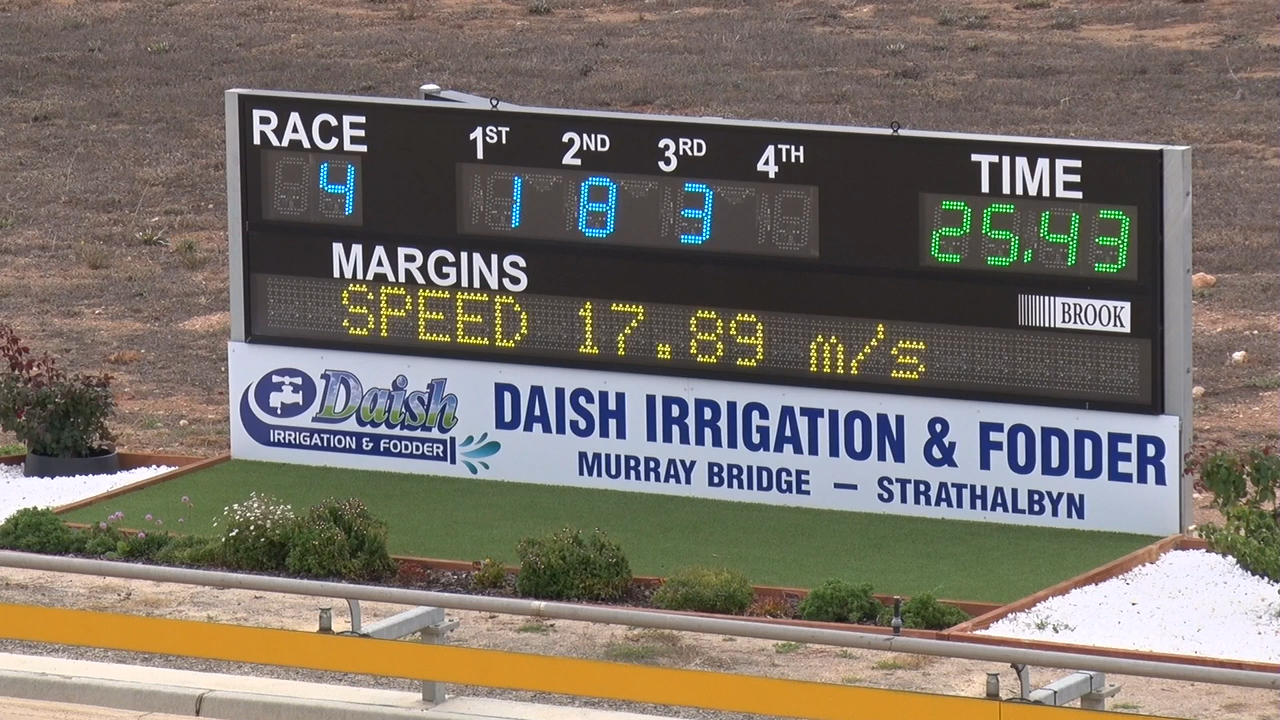 RACE 1ST 2ND 3RD 4TH TIME
4 1 8 3 25.43
MARGINS
BROOK
SPEED 17.89 m/s
Daish
IRRIGATION & FODDER
DAISH IRRIGATION & FODDER
MURRAY BRIDGE – STRATHALBYN